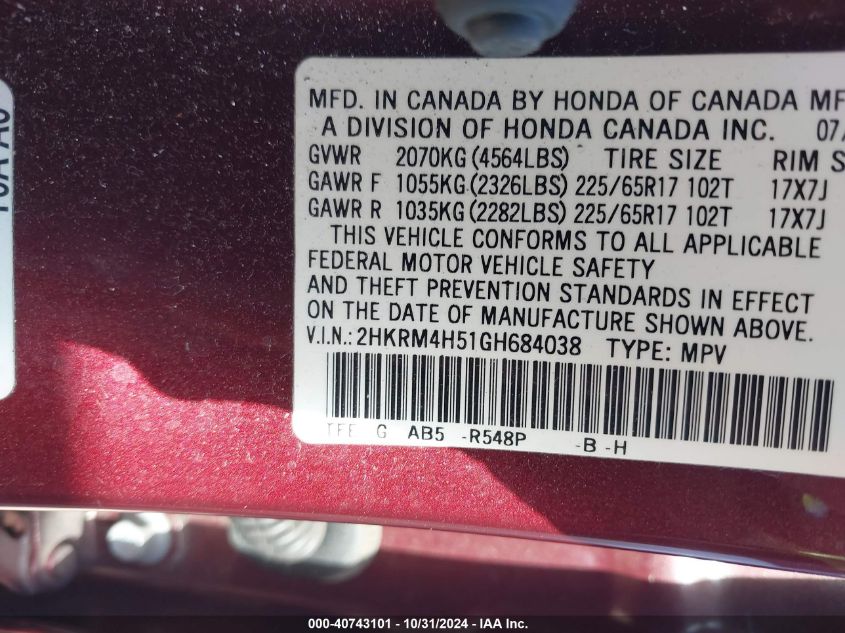 MFD. IN CANADA BY HONDA OF CANADA MF
A DIVISION OF HONDA CANADA INC. 07/
GVWR 2070KG (4564LBS) TIRE SIZE RIM S
GAWR F 1055KG (2326LBS) 225/65R17 102T 17X7J
GAWR R 1035KG (2282LBS) 225/65R17 102T 17X7J
THIS VEHICLE CONFORMS TO ALL APPLICABLE
FEDERAL MOTOR VEHICLE SAFETY
AND THEFT PREVENTION STANDARDS IN EFFECT
ON THE DATE OF MANUFACTURE SHOWN ABOVE.
V.I.N.: 2HKRM4H51GH684038 TYPE: MPV
G AB5 -R548P -B -H
000-40743101 - 10/31/2024 - IAA Inc.